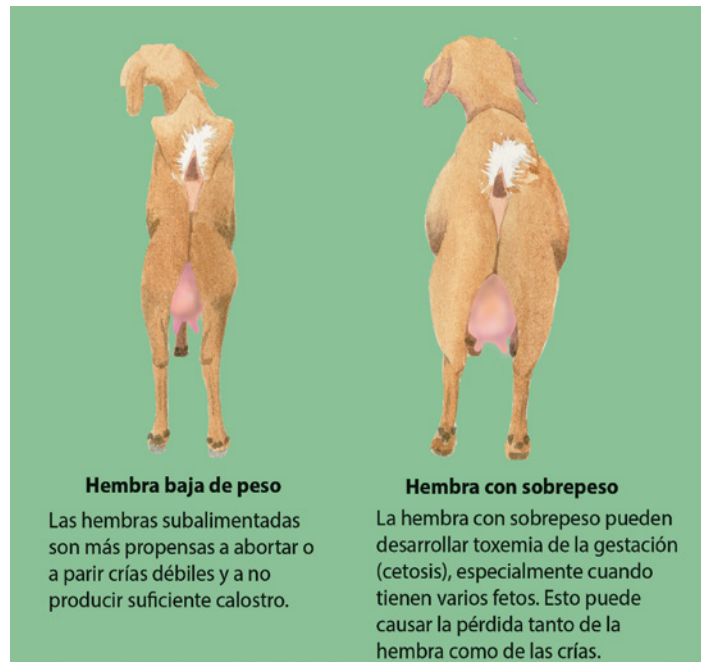 Hembra baja de peso
Las hembras subalimentadas
son más propensas a abortar o
a parir crías débiles y a no
producir suficiente calostro.
Hembra con sobrepeso
La hembra con sobrepeso pueden
desarrollar toxemia de la gestación
(cetosis), especialmente cuando
tienen varios fetos. Esto puede
causar la pérdida tanto de la
hembra como de las crías.